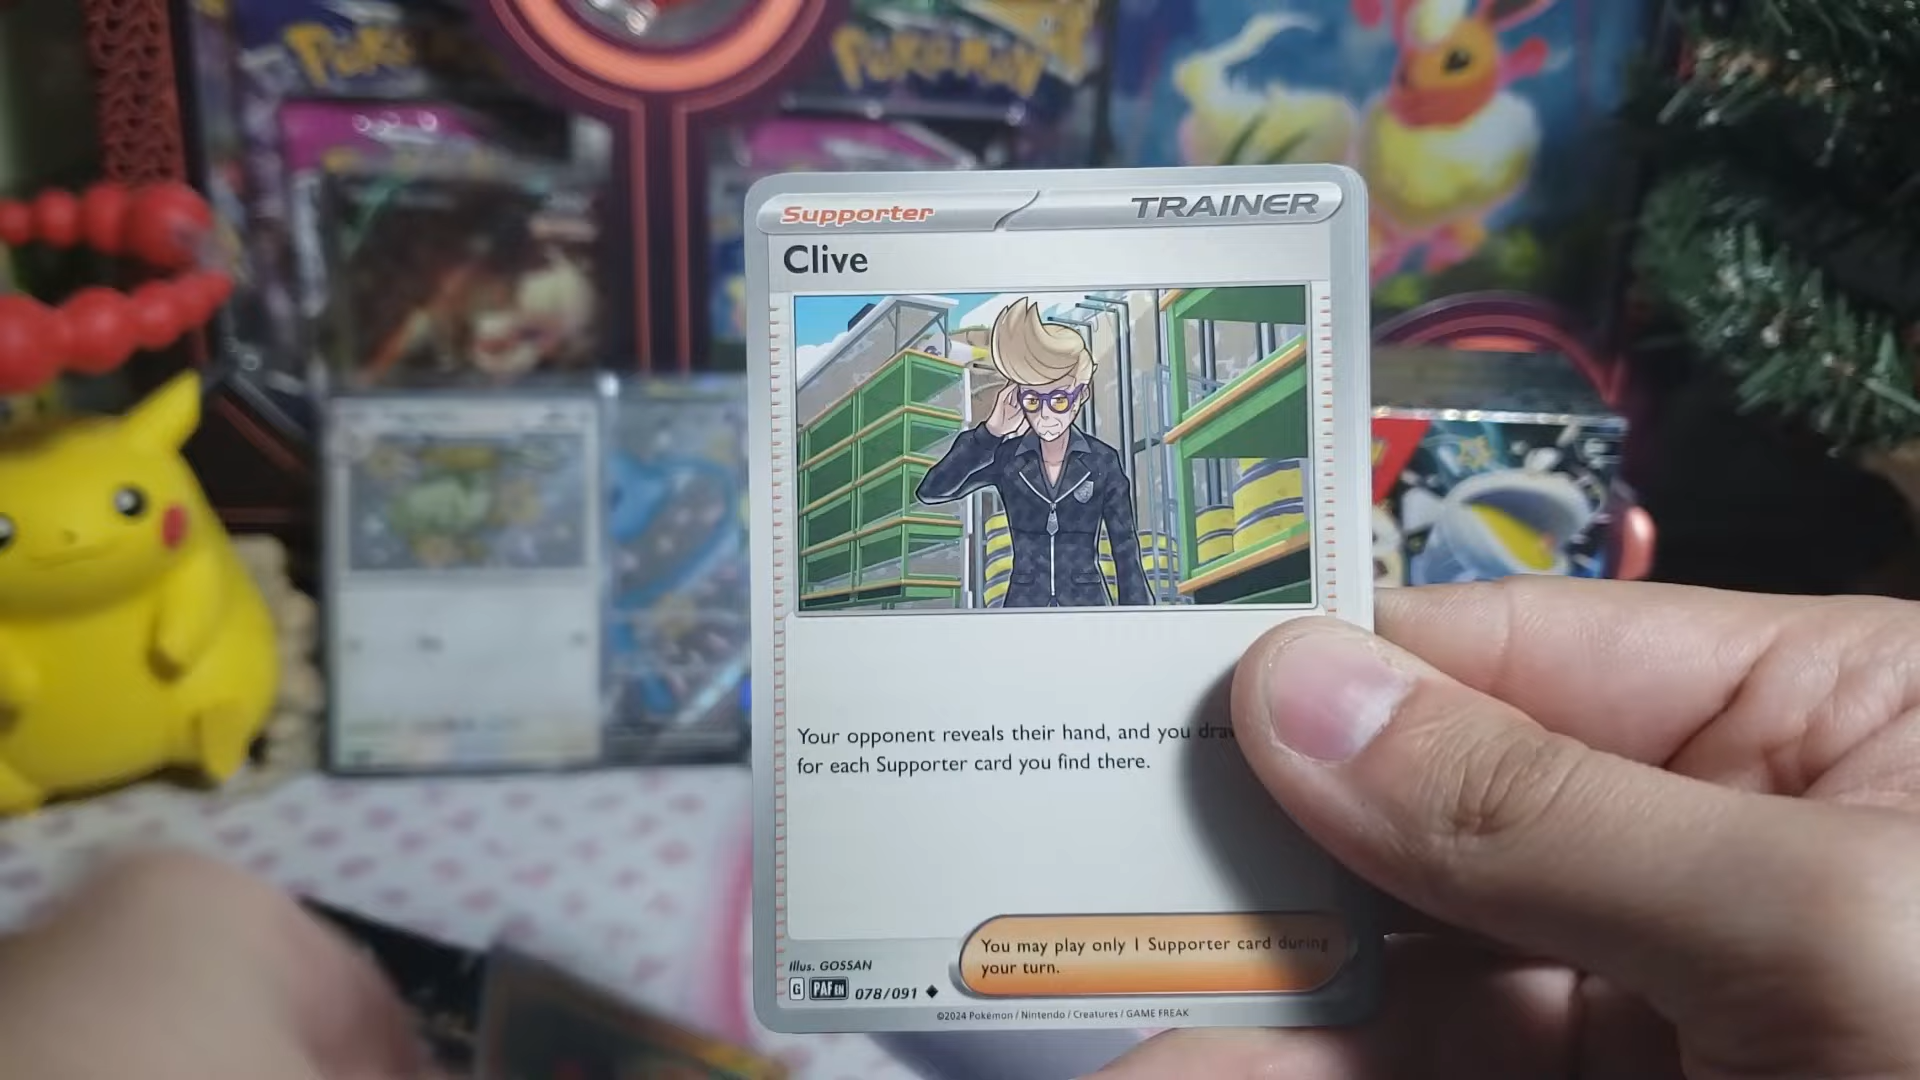 POKé
POKéMON
Supporter
TRAINER
Clive
Your opponent reveals their hand, and you
for each Supporter card you find there.
You may play only 1 Supporter card during
your turn.
Illus. GOSSAN
G PAF EN 078/091
©2024 Pokémon / Nintendo / Creatures / GAME FREAK